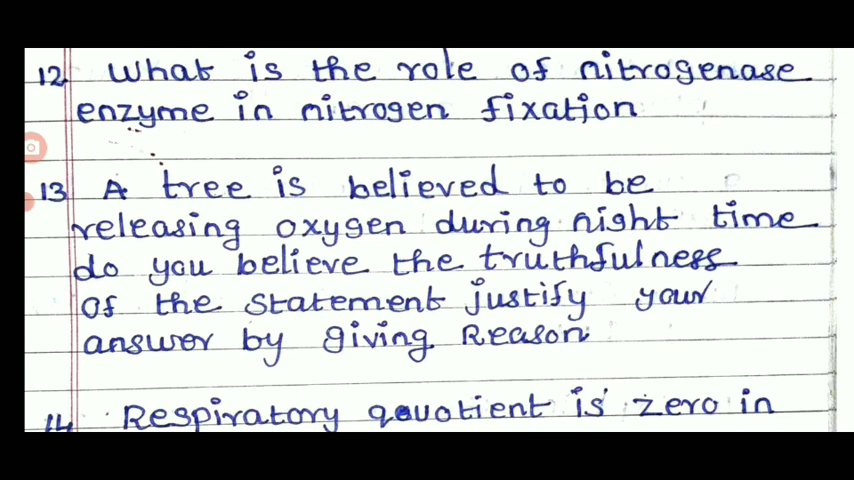 12 What is the role of nitrogenase
enzyme in nitrogen fixation
13 A tree is believed to be
releasing oxygen during night time
do you believe the truthfulness
of the statement justify your
answer by giving Reason
14 Respiratory qouotient is zero in